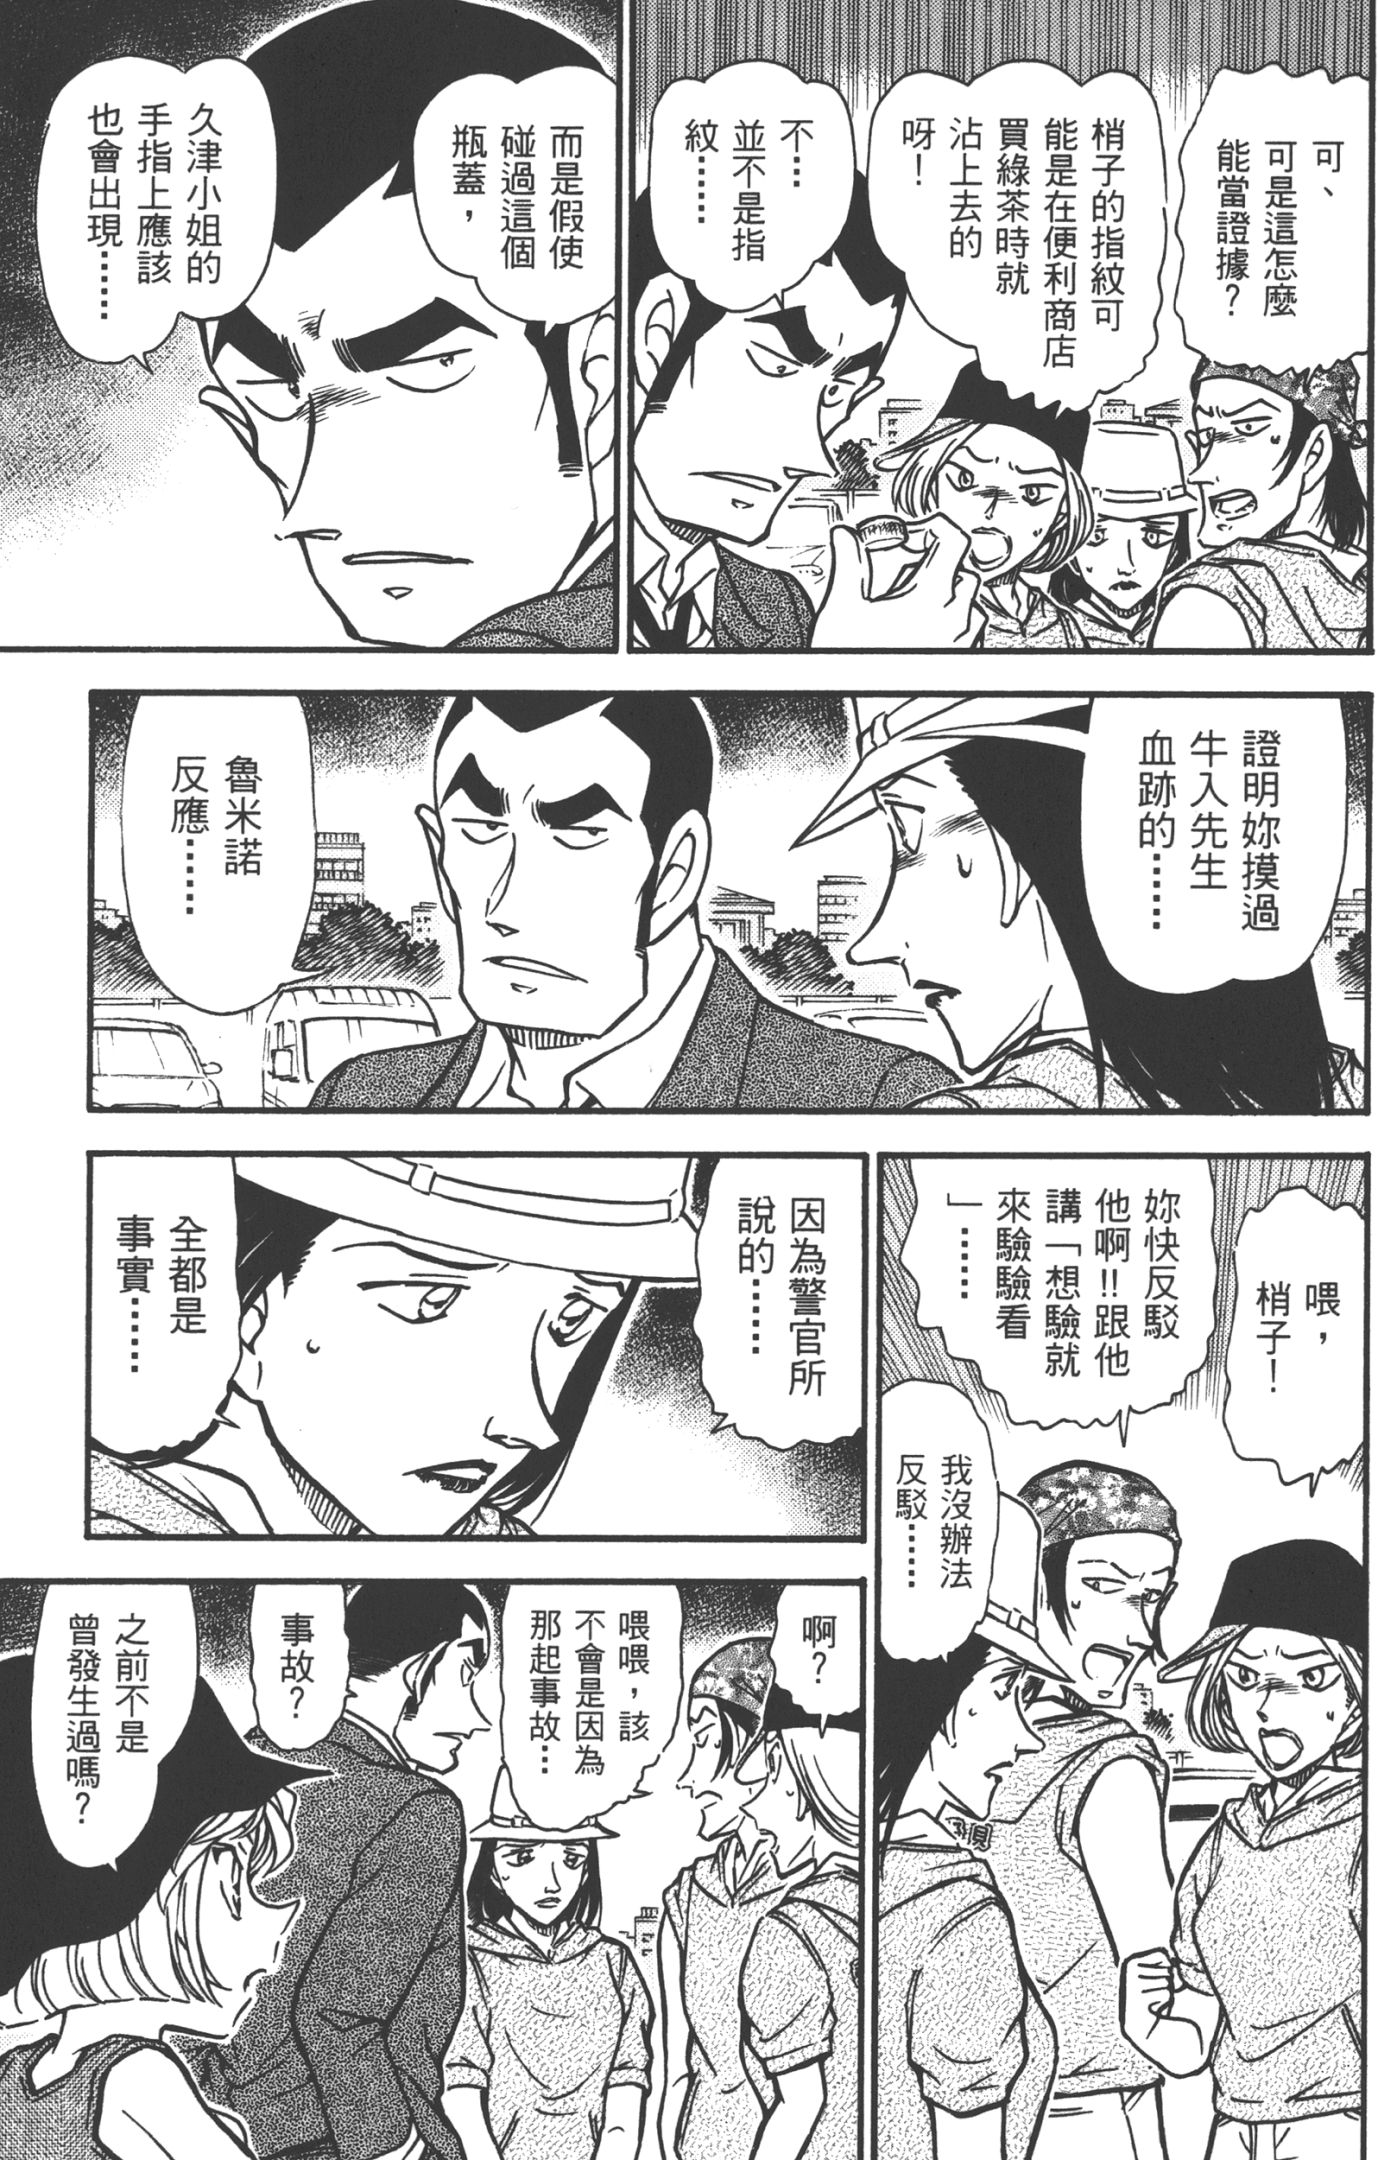 可、
可是這怎麼
能當證據？
梢子的指紋可
能是在便利商店
買綠茶時就
沾上去的
呀！
不…
並不是指
紋……
而是假使
碰過這個
瓶蓋，
久津小姐的
手指上應該
也會出現……
證明妳摸過
牛入先生
血跡的……
魯米諾
反應……
喂，
梢子！
妳快反駁
他啊!!跟他
講「想驗就
來驗驗看
」……
我沒辦法
反駁……
因為警官所
說的……
全都是
事實……
啊？
喂喂，該
不會是因為
那起事故…
事故？
之前不是
曾發生過嗎？